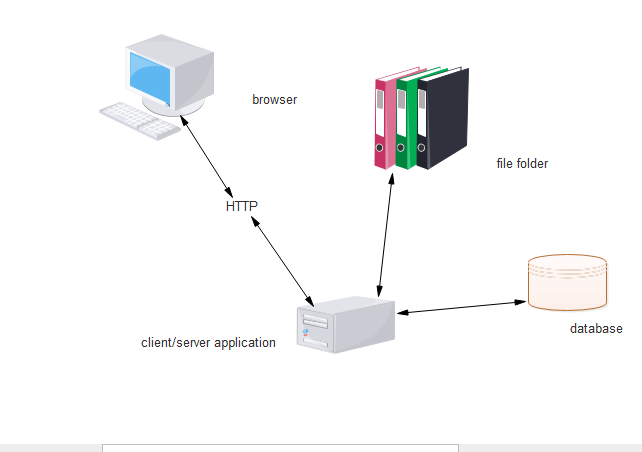 browser
file folder
HTTP
database
client/server application